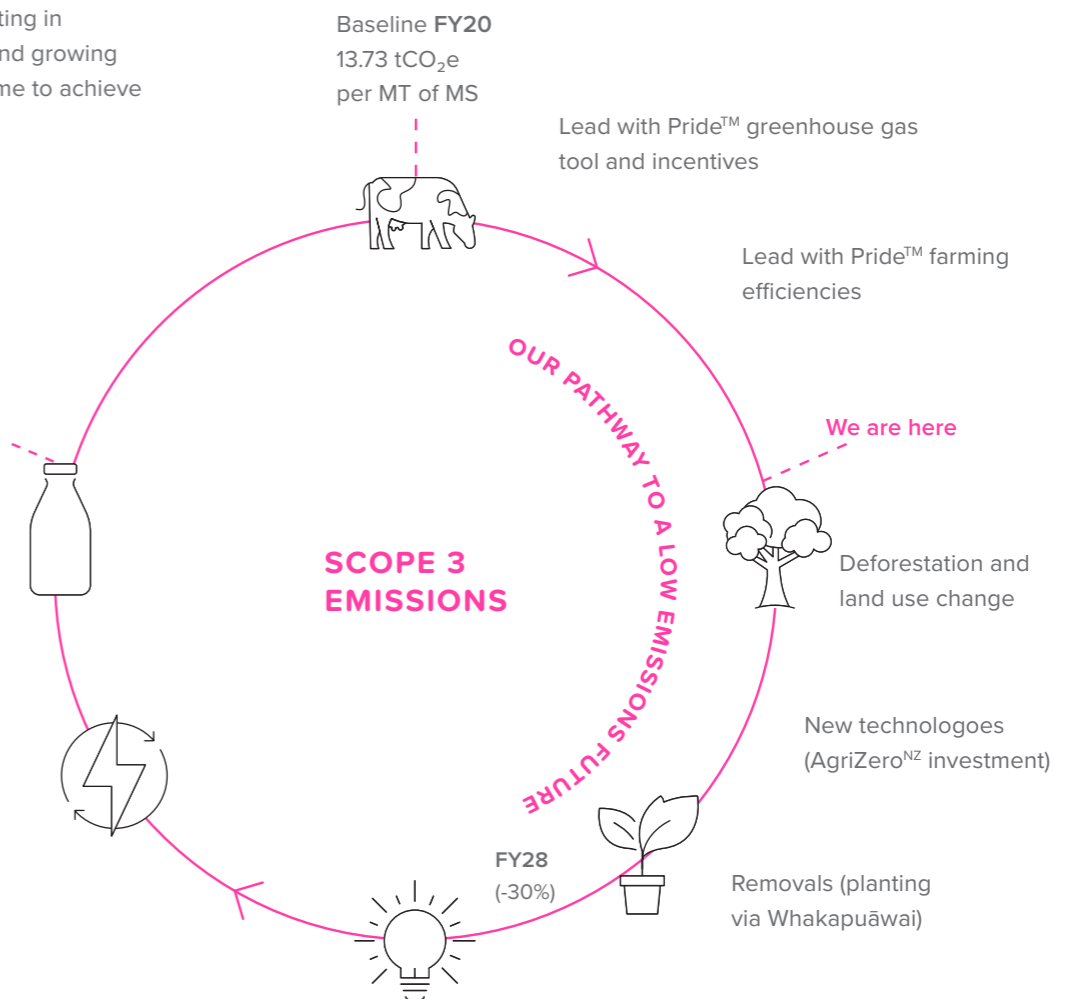 ting in
nd growing
me to achieve
Baseline FY20
13.73 tCO₂e
per MT of MS
Lead with Pride™ greenhouse gas
tool and incentives
Lead with Pride™ farming
efficiencies
We are here
OUR PATHWAY TO A LOW EMISSIONS FUTURE
SCOPE 3
EMISSIONS
Deforestation and
land use change
New technologoes
(AgriZeroᴺᶻ investment)
FY28
(-30%)
Removals (planting
via Whakapuāwai)